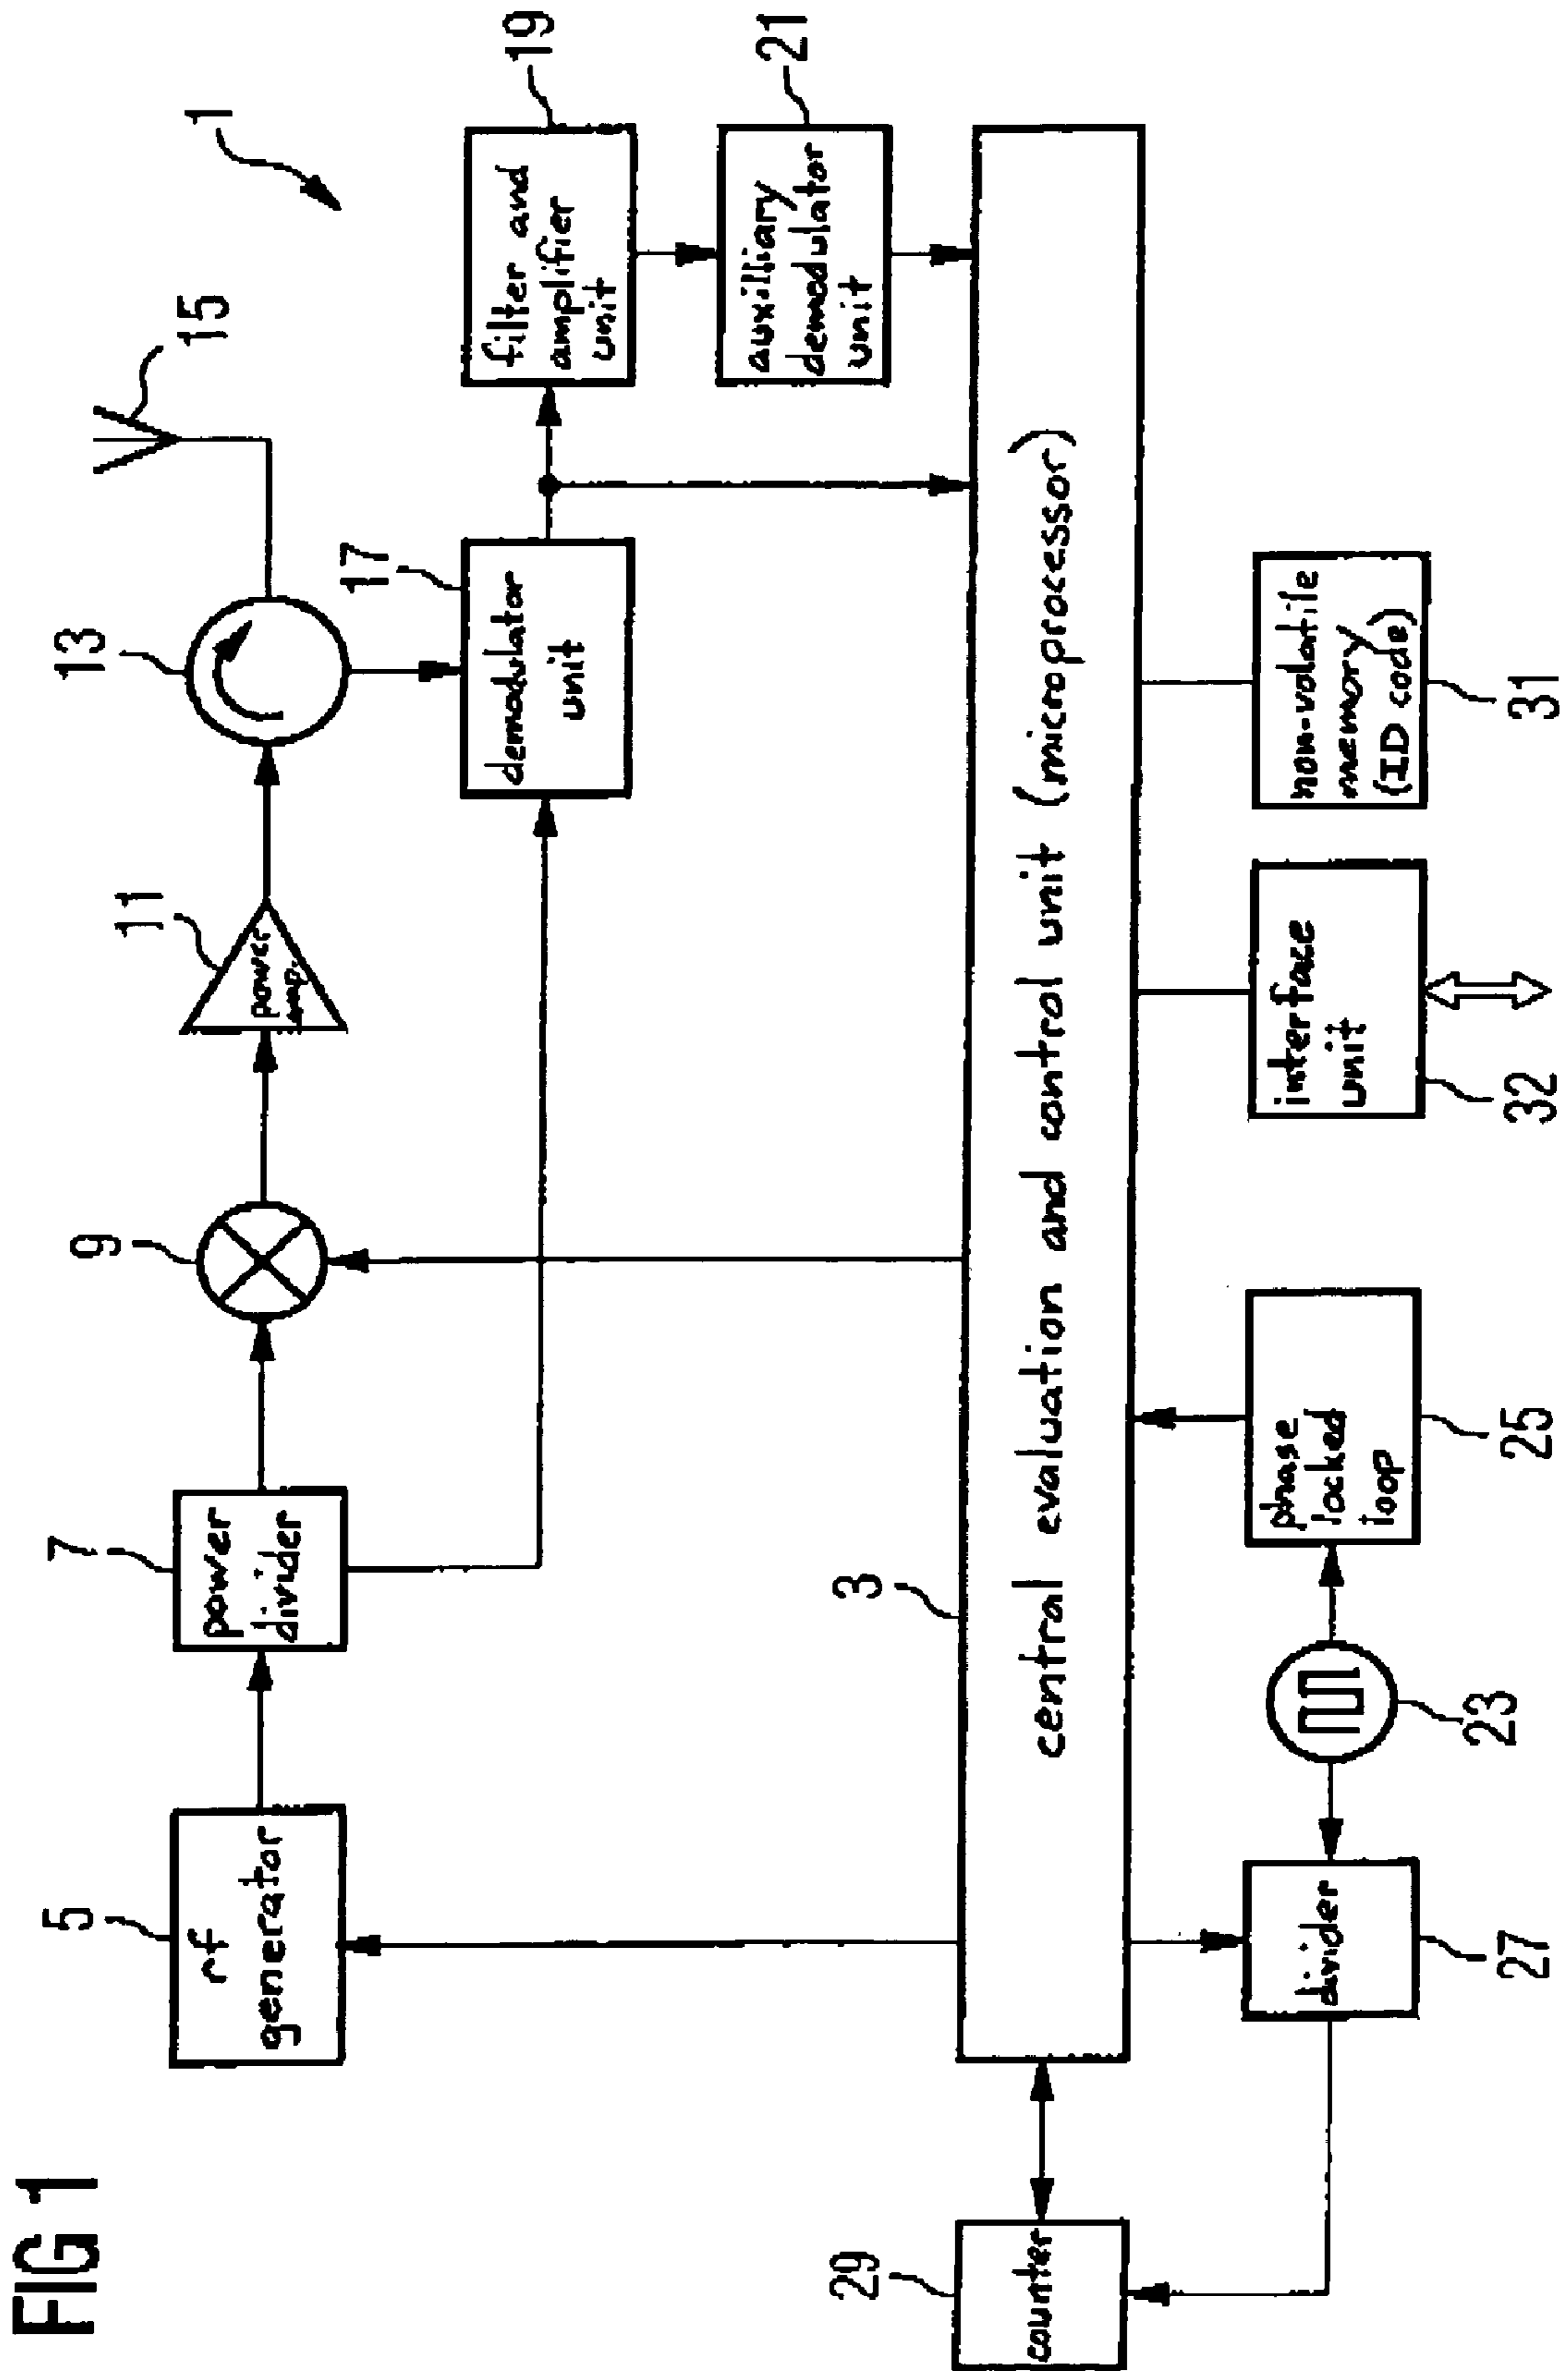 FIG 1
1
5
rf
generator
7
power
divider
9
11
power
amp.
13
15
17
demodulator
unit
19
filter and
amplifier
unit
21
auxilliary
demodulator
unit
3
central evaluation and control unit (microprocessor)
29
counter
divider
27
23
phase
locked
loop
25
interface
unit
32
non-volatile
memory
(ID code)
31